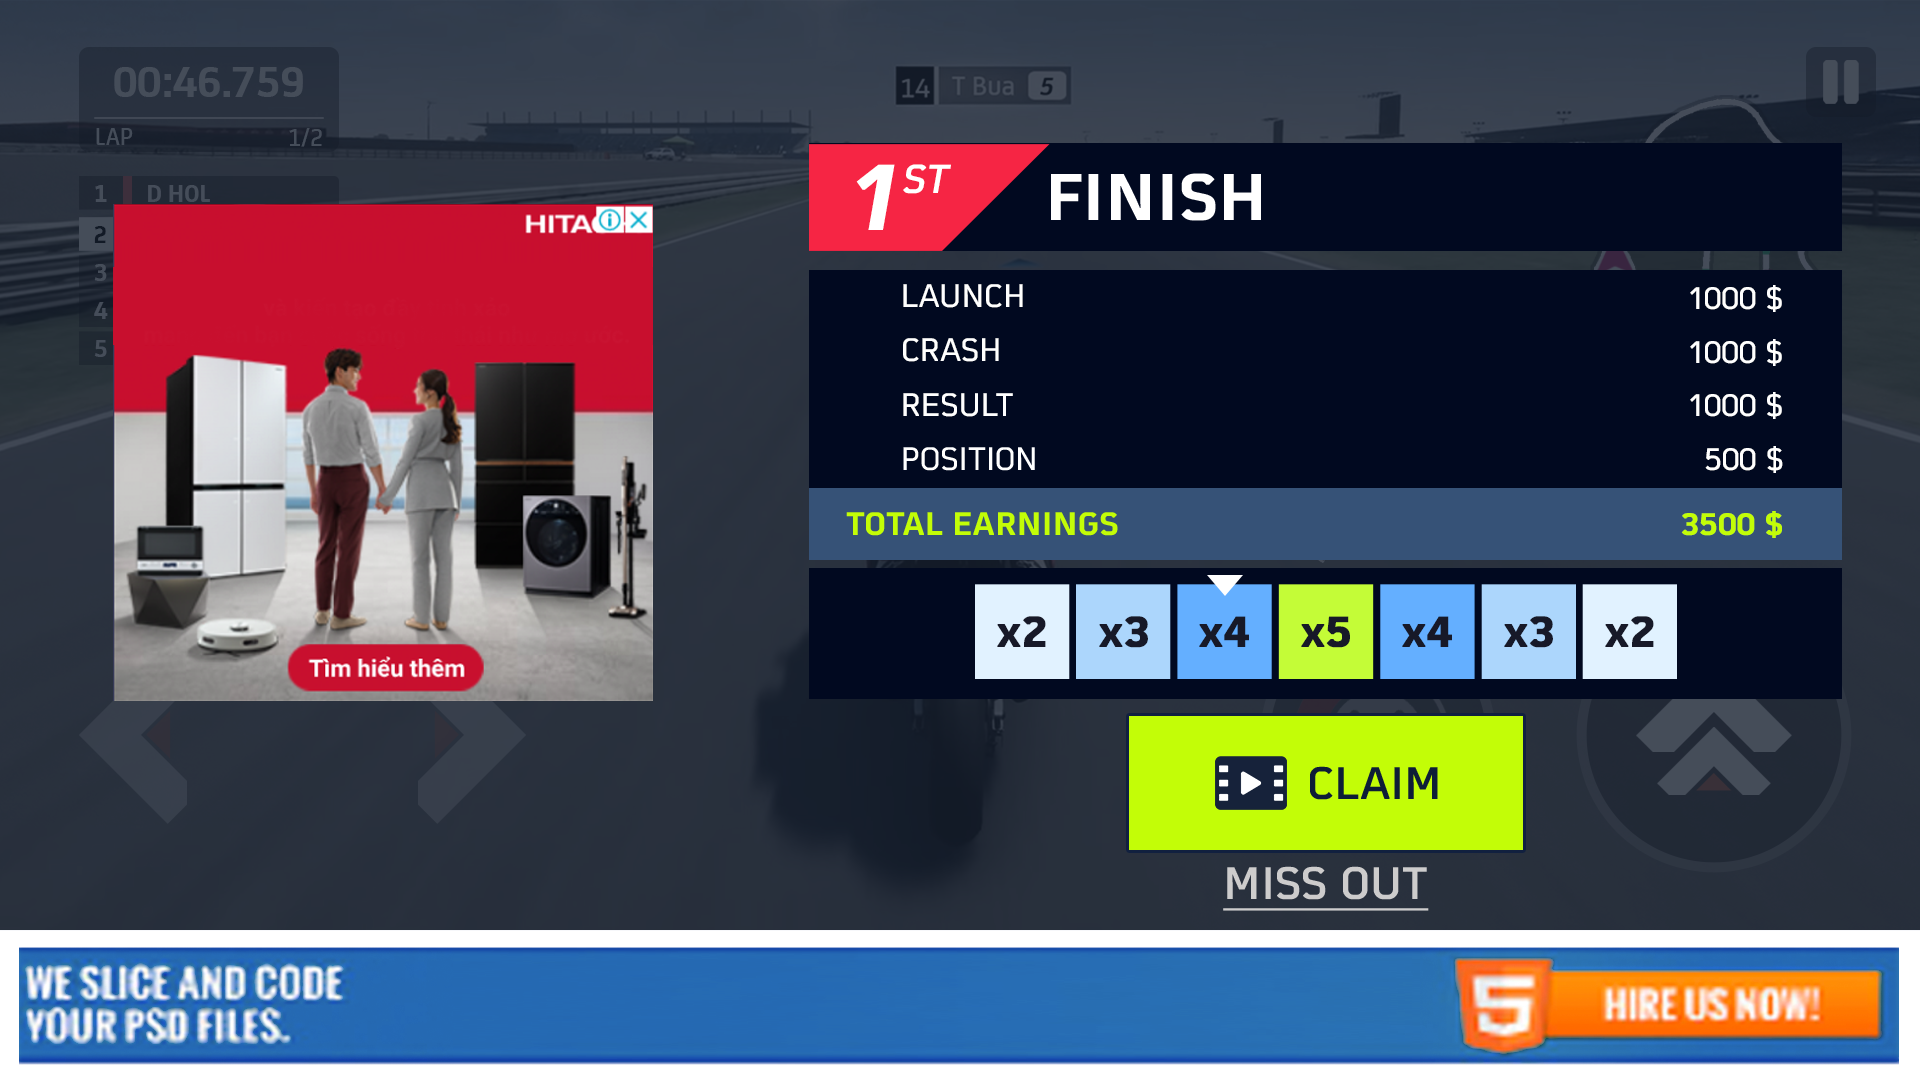 00:46.759
LAP 1/2
14 T Bua 5
1 D HOL
2
3
4
5
HITA
Tìm hiểu thêm
1ST FINISH
LAUNCH 1000 $
CRASH 1000 $
RESULT 1000 $
POSITION 500 $
TOTAL EARNINGS 3500 $
x2 x3 x4 x5 x4 x3 x2
CLAIM
MISS OUT
WE SLICE AND CODE
YOUR PSD FILES.
5 HIRE US NOW!